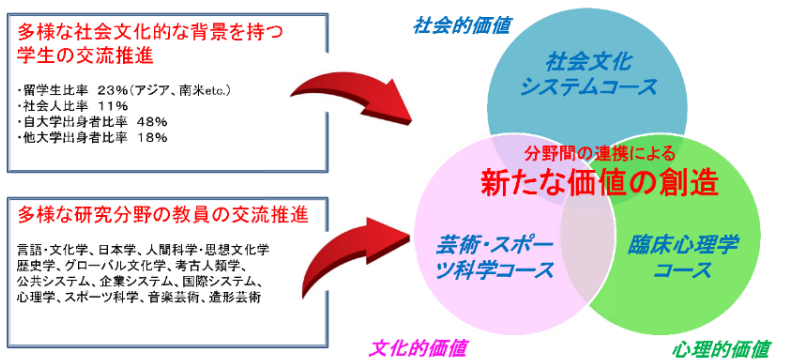 多様な社会文化的な背景を持つ
学生の交流推進
・留学生比率 23%(アジア、南米etc.)
・社会人比率 11%
・自大学出身者比率 48%
・他大学出身者比率 18%
多様な研究分野の教員の交流推進
言語・文化学、日本学、人間科学・思想文化学
歴史学、グローバル文化学、考古人類学、
公共システム、企業システム、国際システム、
心理学、スポーツ科学、音楽芸術、造形芸術
社会的価値
社会文化
システムコース
分野間の連携による
新たな価値の創造
芸術・スポー
ツ科学コース
臨床心理学
コース
文化的価値
心理的価値